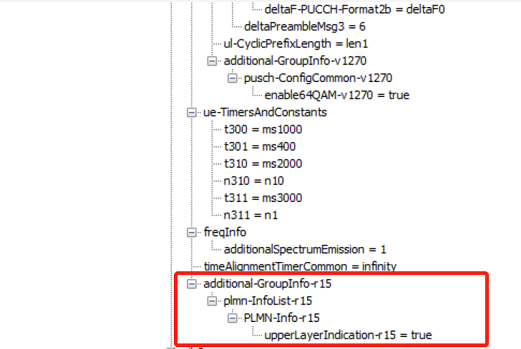 deltaF-PUCCH-Format2b = deltaF0
deltaPreambleMsg3 = 6
ul-CyclicPrefixLength = len1
additional-GroupInfo-v1270
pusch-ConfigCommon-v1270
enable64QAM-v1270 = true
ue-TimersAndConstants
t300 = ms1000
t301 = ms400
t310 = ms2000
n310 = n10
t311 = ms3000
n311 = n1
freqInfo
additionalSpectrumEmission = 1
timeAlignmentTimerCommon = infinity
additional-GroupInfo-r15
plmn-InfoList-r15
PLMN-Info-r15
upperLayerIndication-r15 = true